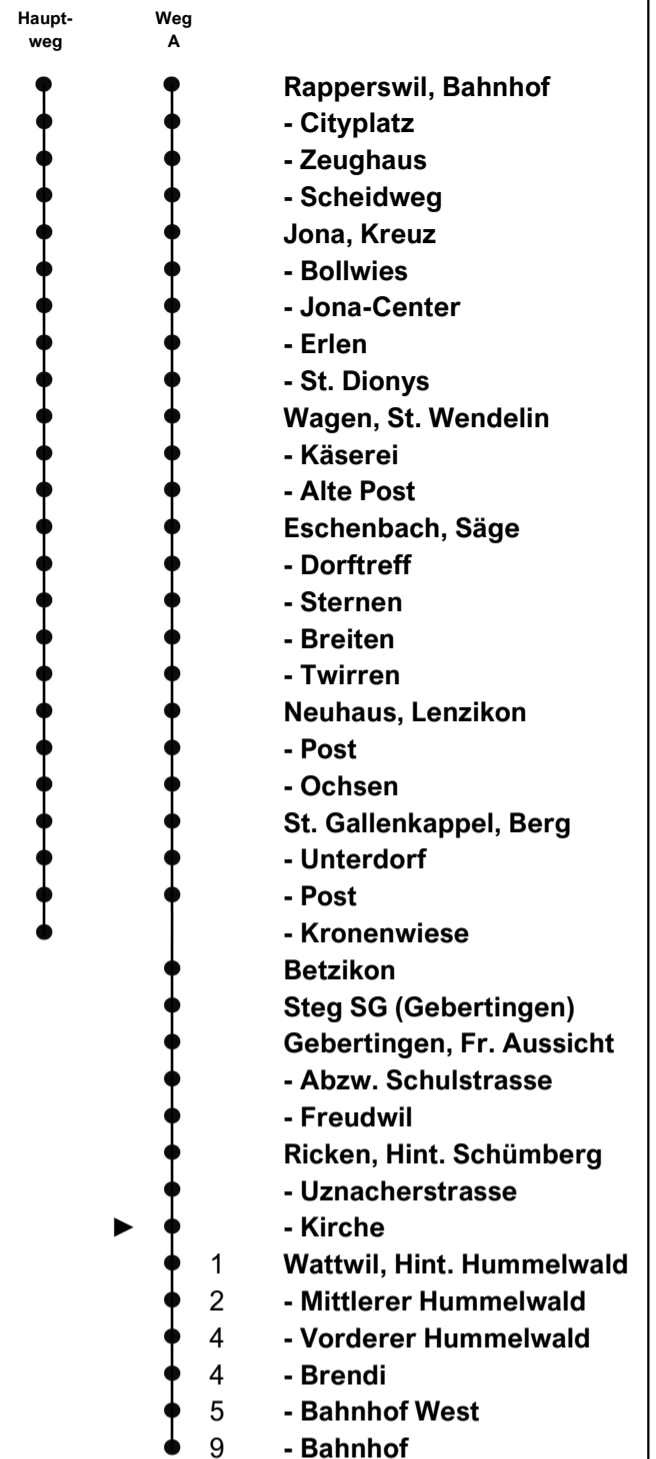 Haupt-
weg
Weg
A
Rapperswil, Bahnhof
- Cityplatz
- Zeughaus
- Scheidweg
Jona, Kreuz
- Bollwies
- Jona-Center
- Erlen
- St. Dionys
Wagen, St. Wendelin
- Käserei
- Alte Post
Eschenbach, Säge
- Dorftreff
- Sternen
- Breiten
- Twirren
Neuhaus, Lenzikon
- Post
- Ochsen
St. Gallenkappel, Berg
- Unterdorf
- Post
- Kronenwiese
Betzikon
Steg SG (Gebertingen)
Gebertingen, Fr. Aussicht
- Abzw. Schulstrasse
- Freudwil
Ricken, Hint. Schümberg
- Uznacherstrasse
- Kirche
1 Wattwil, Hint. Hummelwald
2 - Mittlerer Hummelwald
4 - Vorderer Hummelwald
4 - Brendi
5 - Bahnhof West
9 - Bahnhof